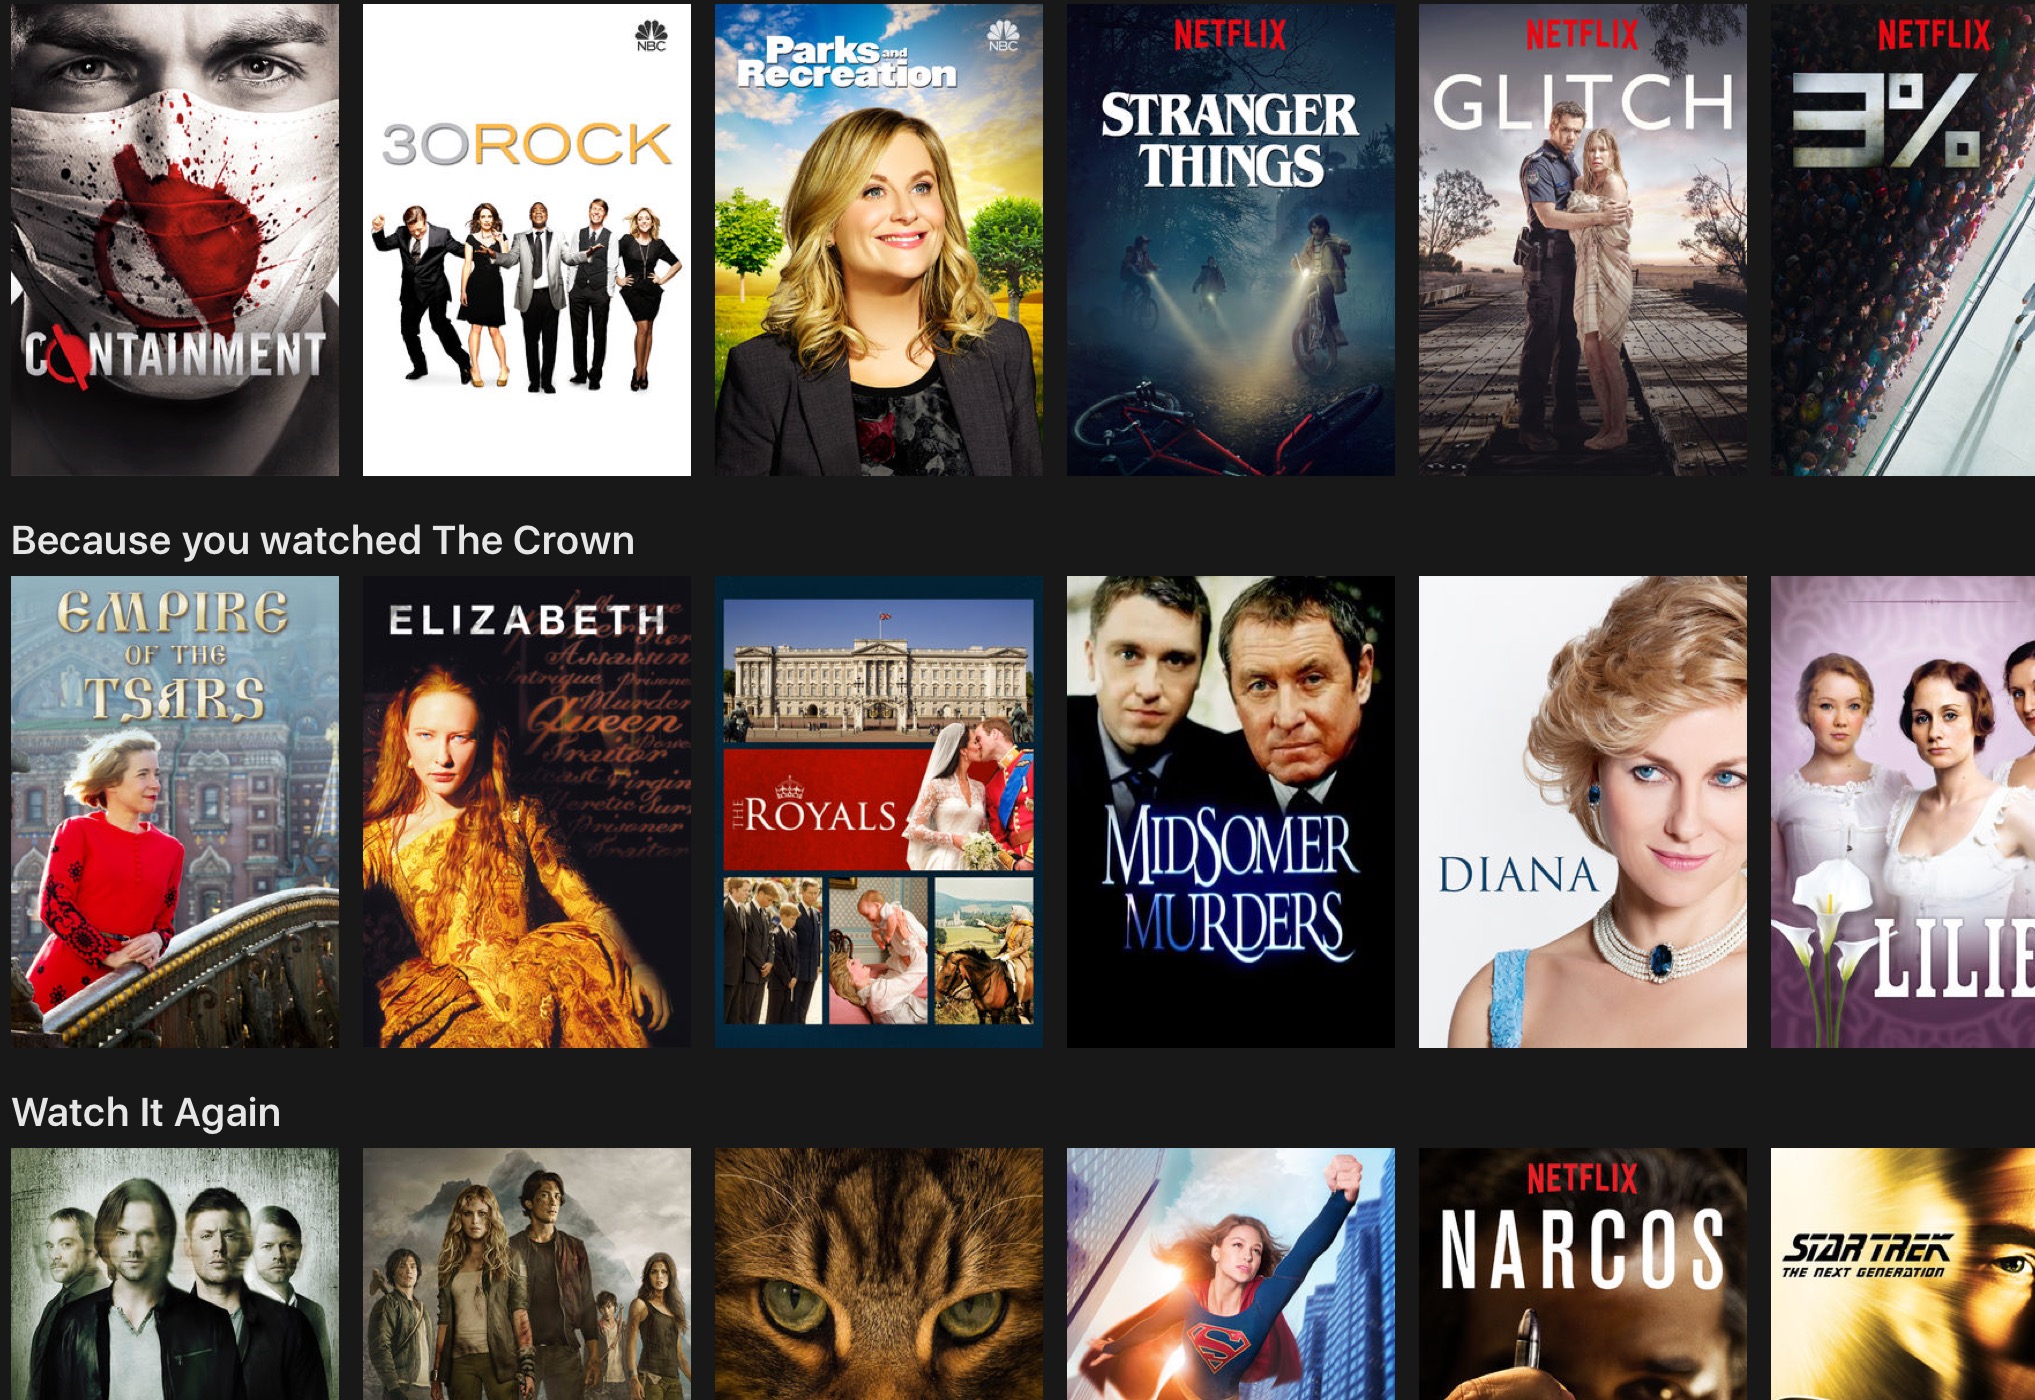 CONTAINMENT
NBC
30ROCK
NBC
Parks and
Recreation
NETFLIX
STRANGER
THINGS
NETFLIX
GLITCH
NETFLIX
3%
Because you watched The Crown
EMPIRE
OF THE
TSARS
ELIZABETH
Assassin
Intrigue
Murder
Queen
Traitor
Virgin
Heretic
Prisoner
Traitor
THE ROYALS
MIDSOMER
MURDERS
DIANA
LILIE
Watch It Again
NETFLIX
NARCOS
STAR TREK
THE NEXT GENERATION